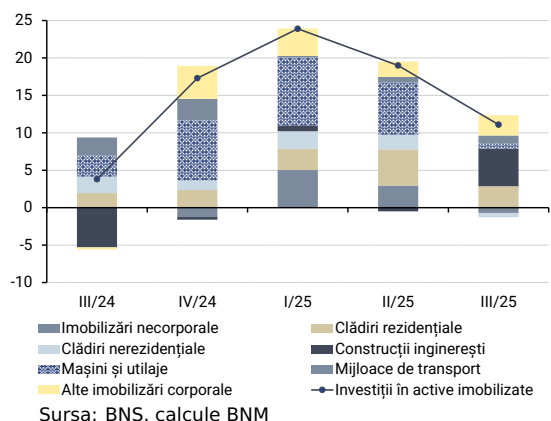 25
20
15
10
5
0
-5
-10
III/24 IV/24 I/25 II/25 III/25
Imobilizări necorporale Clădiri rezidențiale
Clădiri nerezidențiale Construcții inginerești
Mașini și utilaje Mijloace de transport
Alte imobilizări corporale Investiții în active imobilizate
Sursa: BNS, calcule BNM